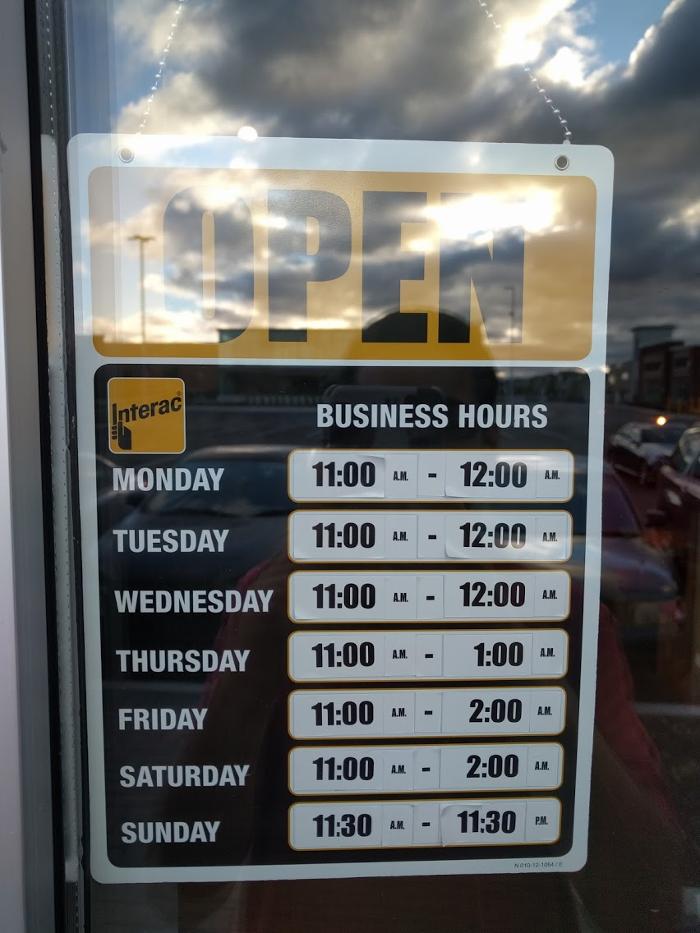 OPEN
Interac®
BUSINESS HOURS
MONDAY 11:00 A.M. - 12:00 A.M.
TUESDAY 11:00 A.M. - 12:00 A.M.
WEDNESDAY 11:00 A.M. - 12:00 A.M.
THURSDAY 11:00 A.M. - 1:00 A.M.
FRIDAY 11:00 A.M. - 2:00 A.M.
SATURDAY 11:00 A.M. - 2:00 A.M.
SUNDAY 11:30 A.M. - 11:30 P.M.